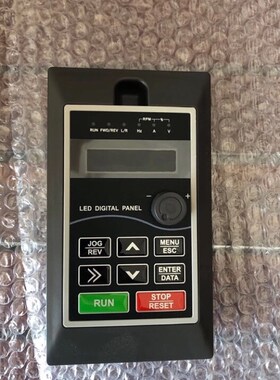 RPM %
RUN FWD/REV L/R Hz A V
− +
LED DIGITAL PANEL
JOG
REV
MENU
ESC
ENTER
DATA
RUN
STOP
RESET